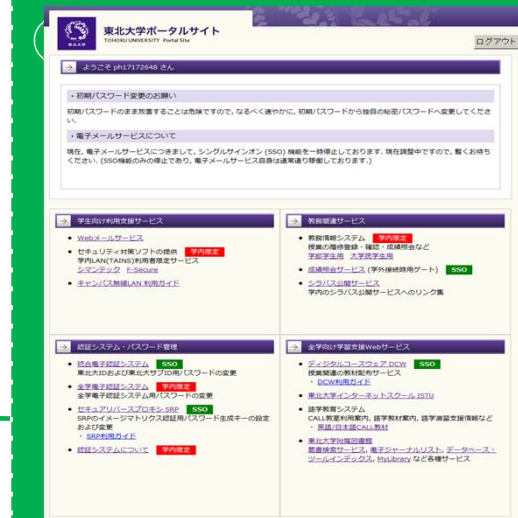 東北大学ポータルサイト
TOHOKU UNIVERSITY Portal Site
東北大学
ログアウト
ようこそ ph17172648 さん
・初期パスワード変更のお願い
初期パスワードのまま放置することは危険ですので, なるべく速やかに, 初期パスワードから独自の秘密パスワードへ変更してくださ
い.
・電子メールサービスについて
現在, 電子メールサービスにつきまして, シングルサインオン (SSO) 機能を一時停止しております. 現在調整中ですので, 暫くお待ち
ください. (SSO機能のみの停止であり, 電子メールサービス自身は通常通り稼働しております.)
学生向け利用支援サービス
Webメールサービス
セキュリティ対策ソフトの提供 学内限定
学内LAN(TAINS)利用者限定サービス
シマンテック F-Secure
キャンパス無線LAN 利用ガイド
教務関連サービス
教務情報システム 学内限定
授業の履修登録・確認・成績照会など
学部学生用 大学院学生用
成績照会サービス (学外接続時用ゲート) SSO
シラバス公開サービス
学内のシラバス公開サービスへのリンク集
認証システム・パスワード管理
統合電子認証システム SSO
東北大IDおよび東北大サブID用パスワードの変更
全学電子認証システム 学内限定
全学電子認証システム用パスワードの変更
セキュアリバースプロキシ SRP SSO
SRPのイメージマトリクス認証用パスワード生成キーの設定
および変更
・ SRP利用ガイド
認証システムについて 学内限定
全学向け学習支援Webサービス
ディジタルコースウェア DCW SSO
授業関連の教材配布サービス
・ DCW利用ガイド
東北大学インターネットスクール ISTU
語学教育システム
CALL教室利用案内, 語学教材案内, 語学演習支援情報など
・ 英語/日本語CALL教材
東北大学附属図書館
蔵書検索サービス, 電子ジャーナルリスト, データベース・
ツールインデックス, MyLibrary など各種サービス